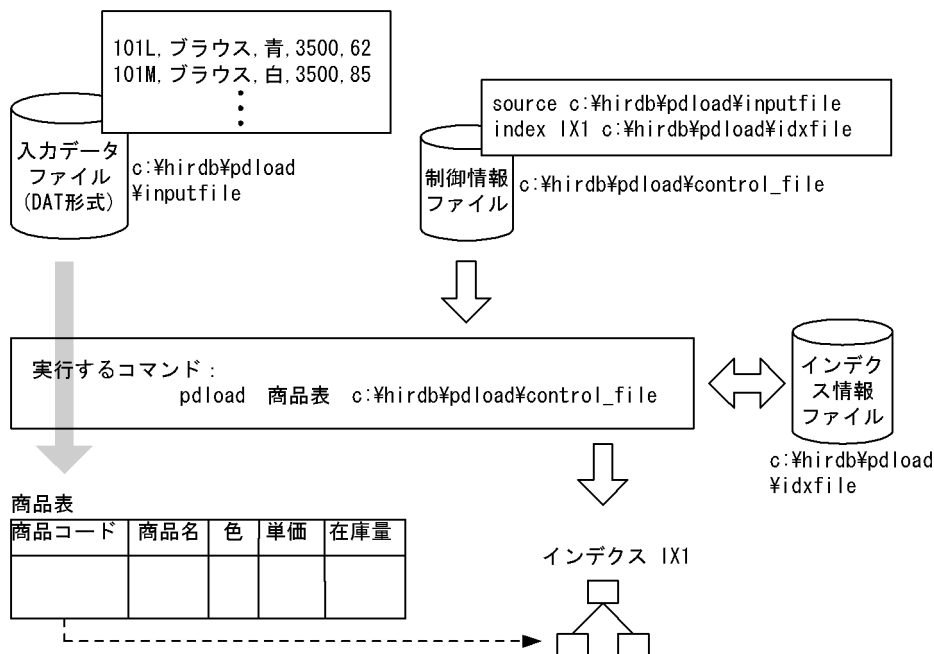 101L,ブラウス,青,3500,62
101M,ブラウス,白,3500,85
入力データ
ファイル
(DAT形式)
c:¥hirdb¥pdload
¥inputfile
source c:¥hirdb¥pdload¥inputfile
index IX1 c:¥hirdb¥pdload¥idxfile
制御情報
ファイル
c:¥hirdb¥pdload¥control_file
実行するコマンド:
pdload 商品表 c:¥hirdb¥pdload¥control_file
インデク
ス情報
ファイル
c:¥hirdb¥pdload
¥idxfile
商品表
商品コード 商品名 色 単価 在庫量
インデクス IX1